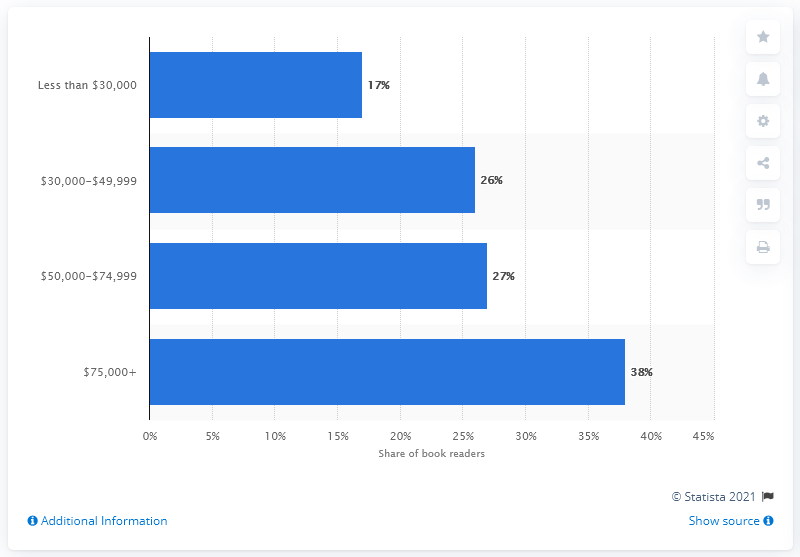 Less than $30,000
17%
$30,000–$49,999
26%
$50,000–$74,999
27%
$75,000+
38%
0% 5% 10% 15% 20% 25% 30% 35% 40% 45%
Share of book readers
© Statista 2021
Additional Information
Show source